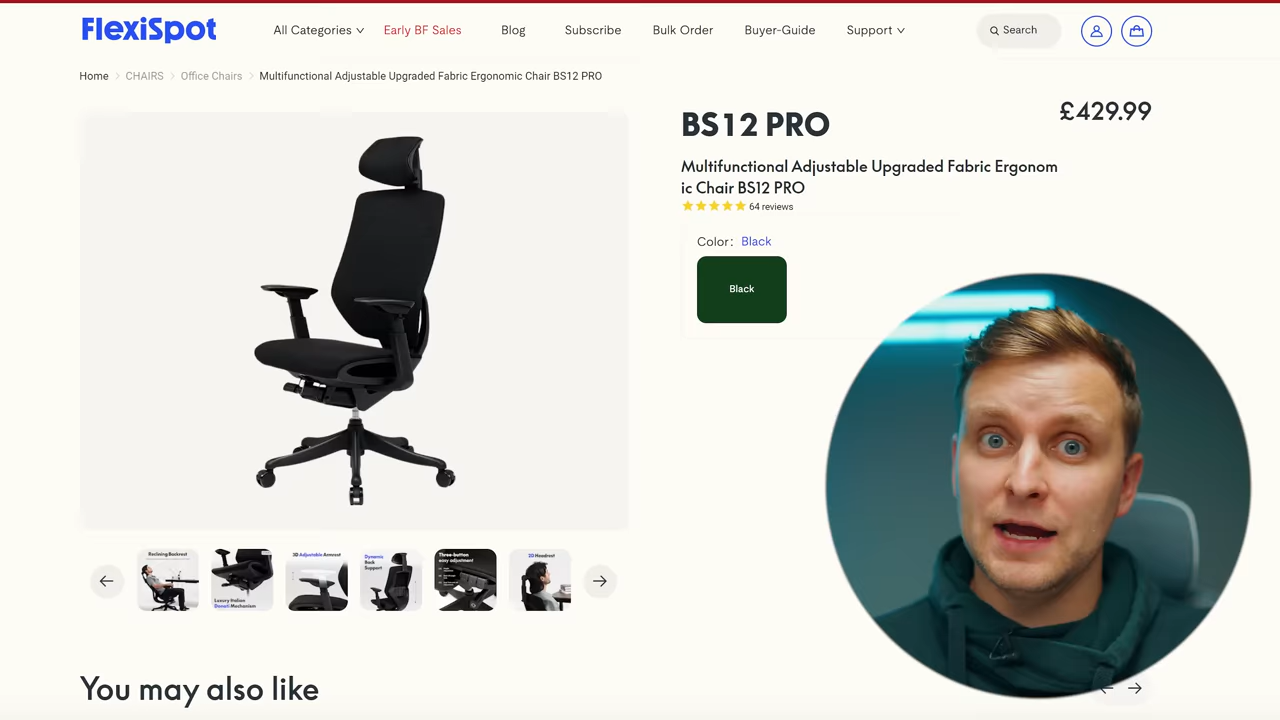 FlexiSpot
All Categories
Early BF Sales
Blog
Subscribe
Bulk Order
Buyer-Guide
Support
Search
Home
CHAIRS
Office Chairs
Multifunctional Adjustable Upgraded Fabric Ergonomic Chair BS12 PRO
BS12 PRO
£429.99
Multifunctional Adjustable Upgraded Fabric Ergonom
ic Chair BS12 PRO
64 reviews
Color: Black
Black
Reclining Backrest
Luxury Italian
Donati Mechanism
3D Adjustable Armrest
Dynamic
Back
Support
Three-button
easy adjustment
2D Headrest
You may also like